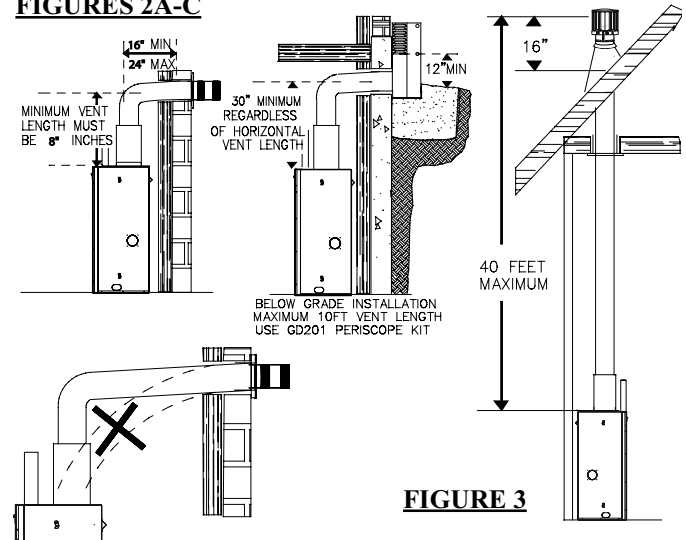 FIGURES 2A-C
16" MIN
24" MAX
MINIMUM VENT
LENGTH MUST
BE 8" INCHES
30" MINIMUM
REGARDLESS
OF HORIZONTAL
VENT LENGTH
12"MIN
BELOW GRADE INSTALLATION
MAXIMUM 10FT VENT LENGTH
USE GD201 PERISCOPE KIT
16"
40 FEET
MAXIMUM
FIGURE 3